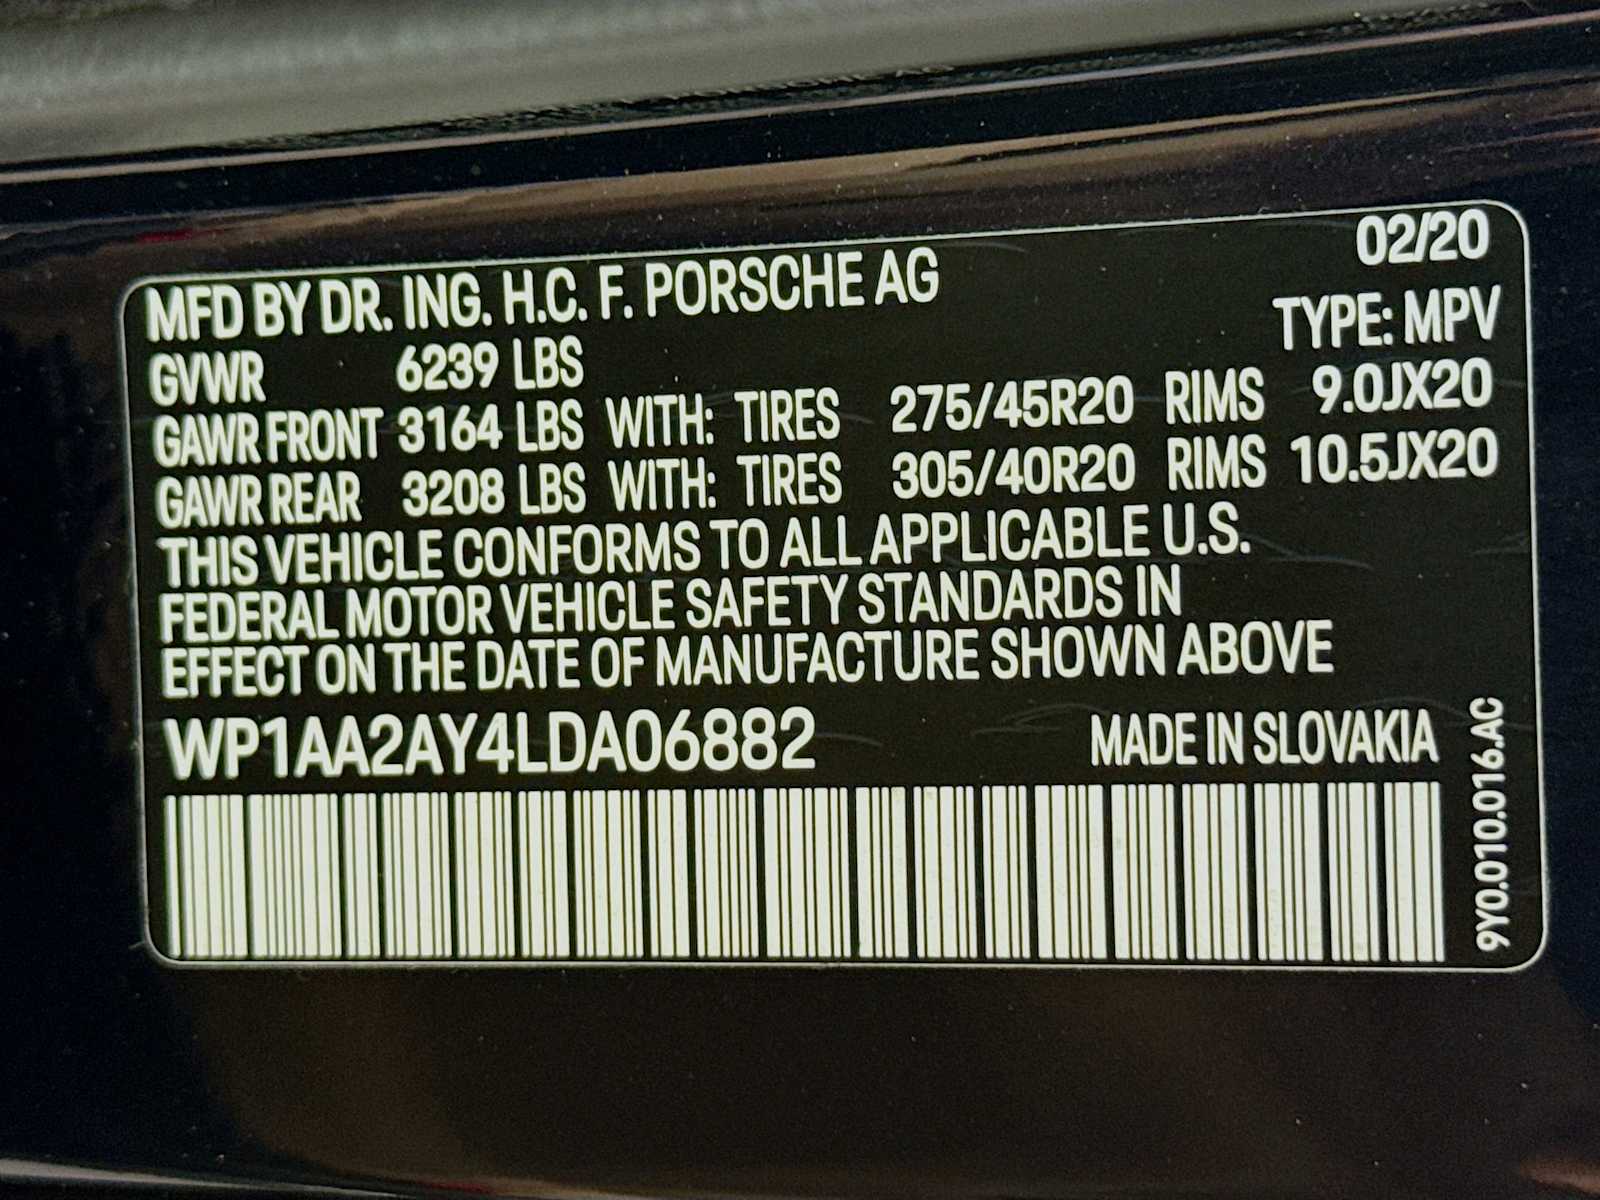 02/20
MFD BY DR. ING. H.C. F. PORSCHE AG
TYPE: MPV
GVWR 6239 LBS
GAWR FRONT 3164 LBS WITH: TIRES 275/45R20 RIMS 9.0JX20
GAWR REAR 3208 LBS WITH: TIRES 305/40R20 RIMS 10.5JX20
THIS VEHICLE CONFORMS TO ALL APPLICABLE U.S.
FEDERAL MOTOR VEHICLE SAFETY STANDARDS IN
EFFECT ON THE DATE OF MANUFACTURE SHOWN ABOVE
WP1AA2AY4LDA06882 MADE IN SLOVAKIA
9Y0.010.016.AC